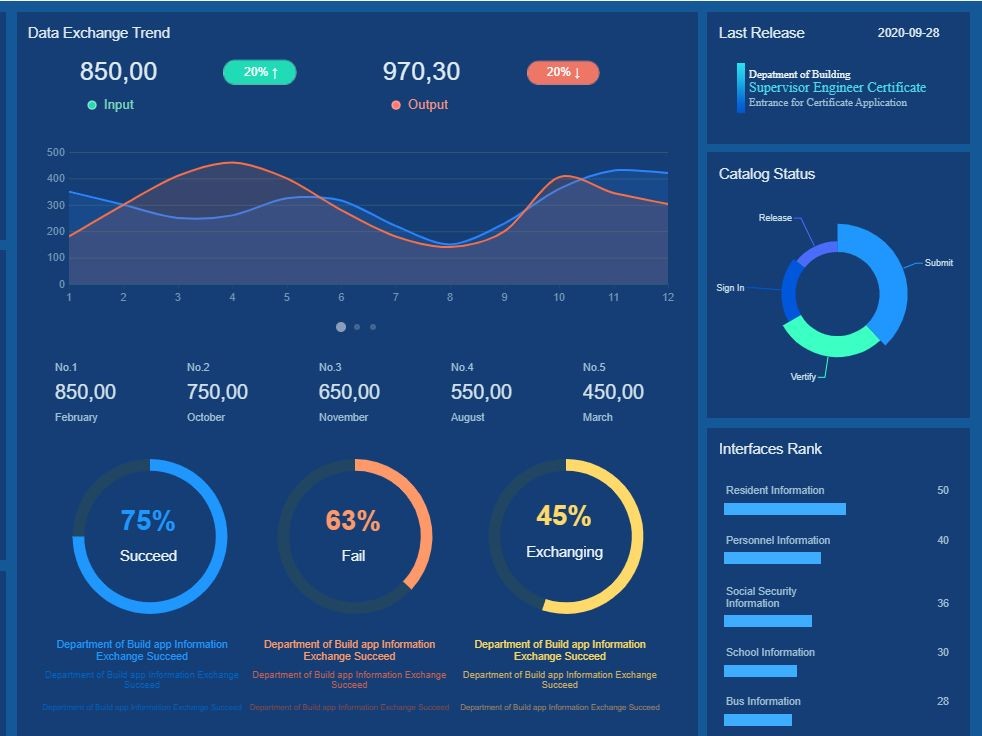 Data Exchange Trend
850,00
20% ↑
970,30
20% ↓
Input
Output
500
400
300
200
100
0
1 2 3 4 5 6 7 8 9 10 11 12
No.1 No.2 No.3 No.4 No.5
850,00 750,00 650,00 550,00 450,00
February October November August March
75%
Succeed
63%
Fail
45%
Exchanging
Department of Build app Information
Exchange Succeed
Department of Build app Information Exchange
Succeed
Department of Build app Information Exchange Succeed
Department of Build app Information
Exchange Succeed
Department of Build app Information Exchange
Succeed
Department of Build app Information Exchange Succeed
Department of Build app Information
Exchange Succeed
Department of Build app Information Exchange
Succeed
Department of Build app Information Exchange Succeed
Last Release 2020-09-28
Depatment of Building
Supervisor Engineer Certificate
Entrance for Certificate Application
Catalog Status
Release
Submit
Sign In
Vertify
Interfaces Rank
Resident Information 50
Personnel Information 40
Social Security
Information 36
School Information 30
Bus Information 28